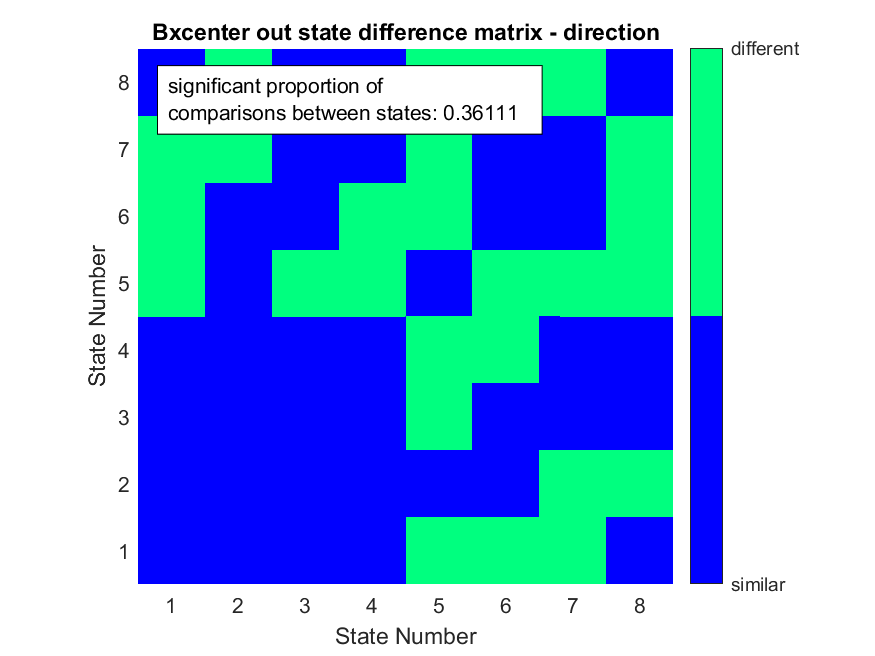 Bxcenter out state difference matrix - direction
different
significant proportion of
comparisons between states: 0.36111
8
7
6
5
4
3
2
1
State Number
similar
1 2 3 4 5 6 7 8
State Number